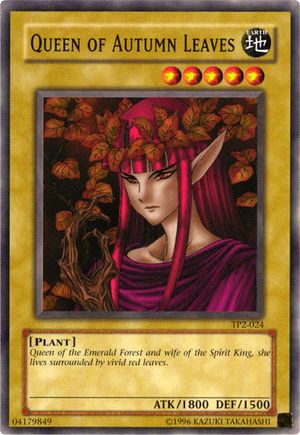 QUEEN OF AUTUMN LEAVES
EARTH
地
TP2-024
[PLANT]
Queen of the Emerald Forest and wife of the Spirit King, she
lives surrounded by vivid red leaves.
ATK/1800 DEF/1500
04179849
©1996 KAZUKI TAKAHASHI